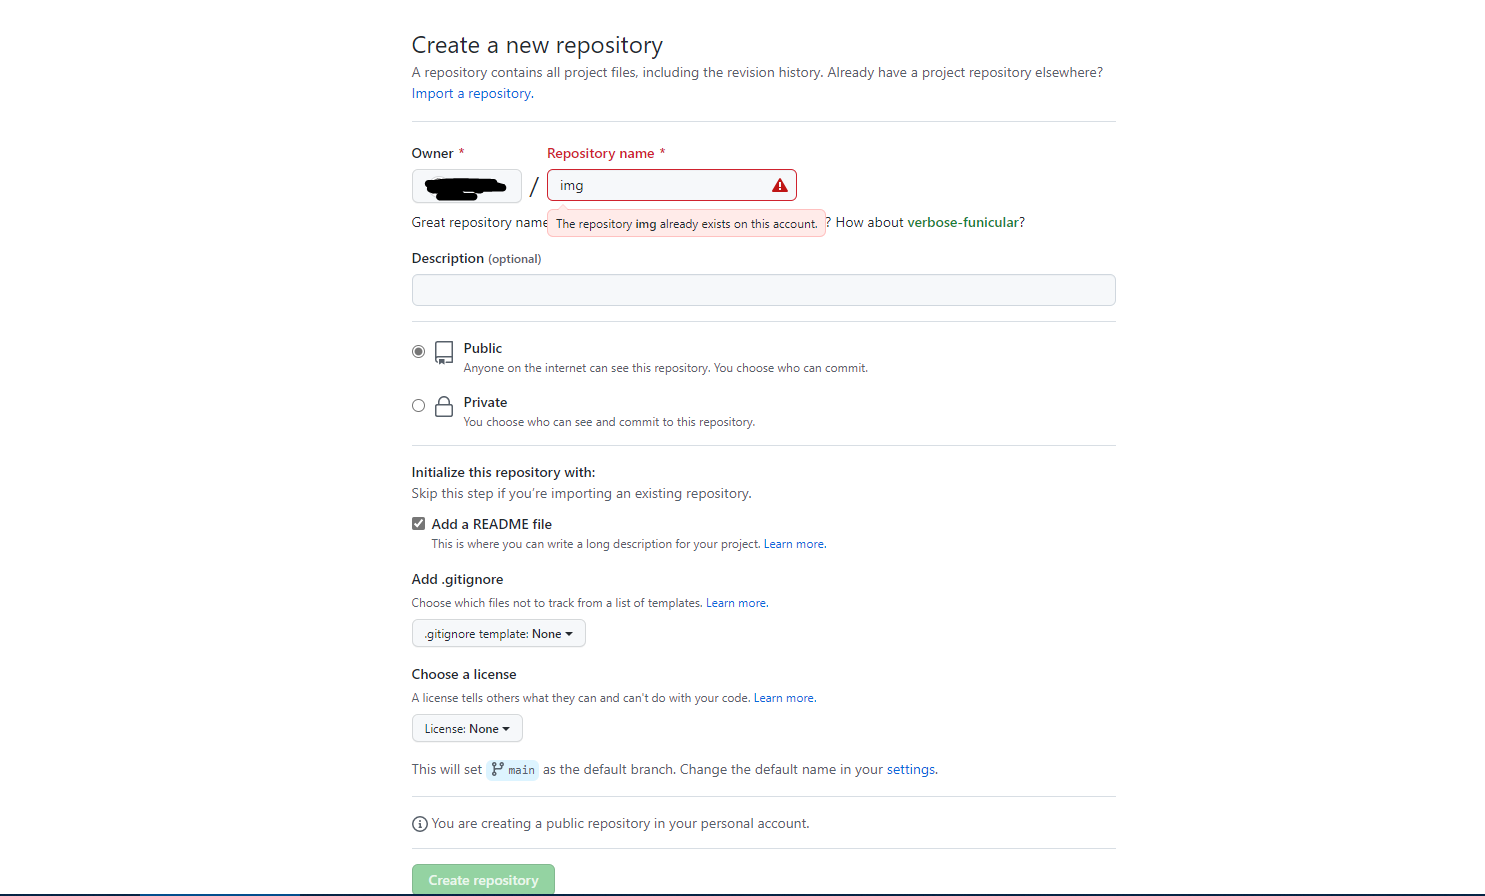 Create a new repository
A repository contains all project files, including the revision history. Already have a project repository elsewhere?
Import a repository.
Owner *
Repository name *
/
img
Great repository name
The repository img already exists on this account.
? How about verbose-funicular?
Description (optional)
Public
Anyone on the internet can see this repository. You choose who can commit.
Private
You choose who can see and commit to this repository.
Initialize this repository with:
Skip this step if you're importing an existing repository.
Add a README file
This is where you can write a long description for your project. Learn more.
Add .gitignore
Choose which files not to track from a list of templates. Learn more.
.gitignore template: None
Choose a license
A license tells others what they can and can't do with your code. Learn more.
License: None
This will set main as the default branch. Change the default name in your settings.
You are creating a public repository in your personal account.
Create repository